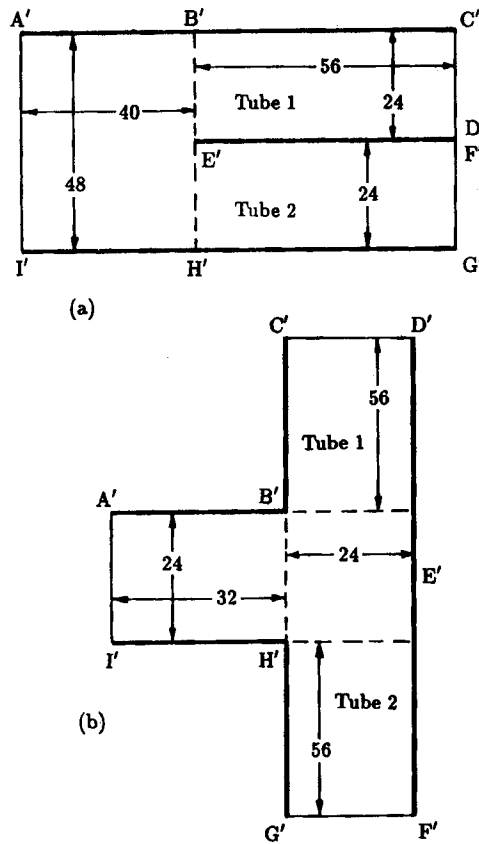 A′ B′ C′
56
40 Tube 1 24
D
E′ F′
48 24
Tube 2
I′ H′ G′
(a)
C′ D′
56
Tube 1
A′ B′
24 24
E′
32
I′ H′
Tube 2
(b)
56
G′ F′